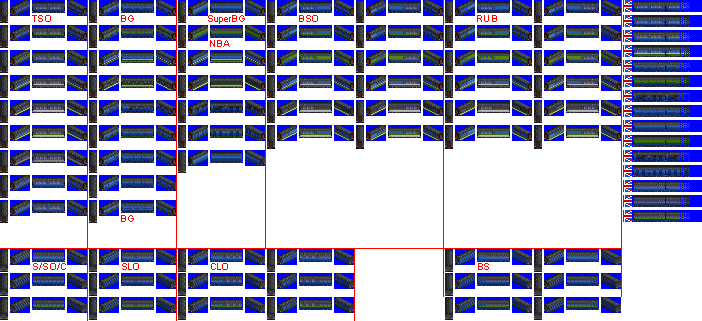 TSO BG SuperBG BSO RUB
NBA
BG
S/SO/C SLO CLO BS